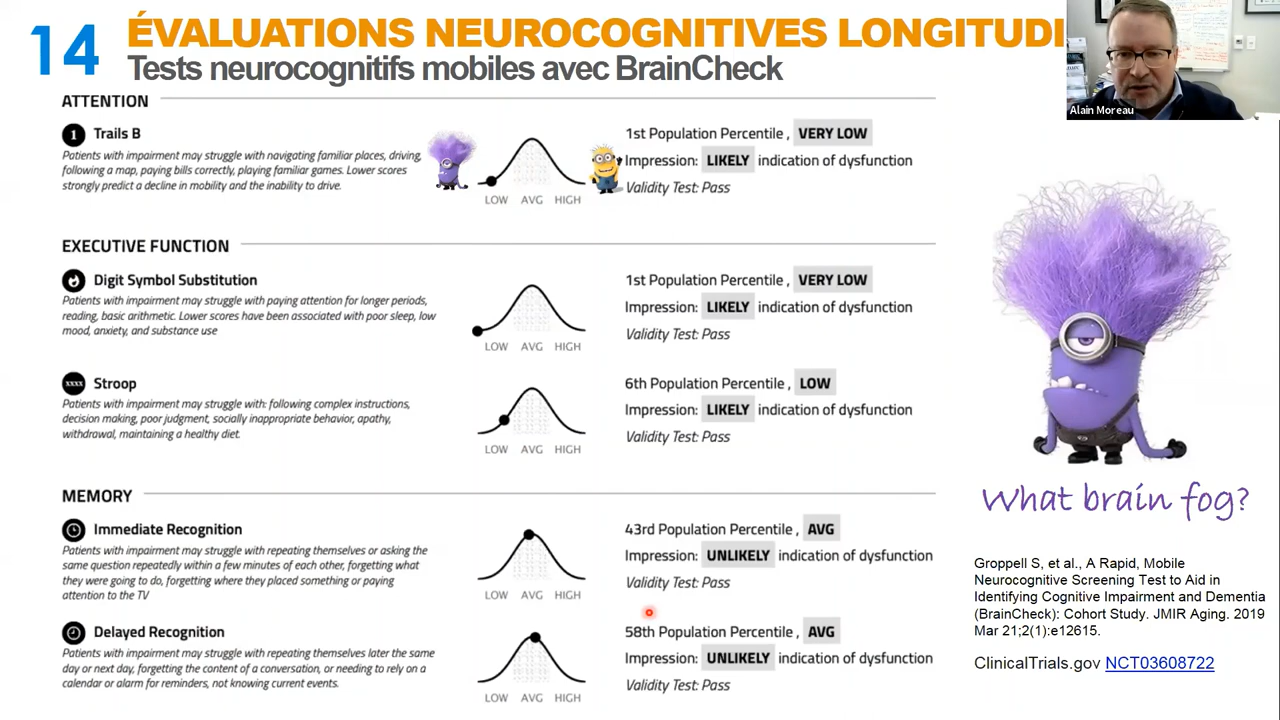 14
ÉVALUATIONS NEUROCOGNITIVES LONGITUDI
Tests neurocognitifs mobiles avec BrainCheck
Alain Moreau
ATTENTION
1 Trails B
Patients with impairment may struggle with navigating familiar places, driving,
following a map, paying bills correctly, playing familiar games. Lower scores
strongly predict a decline in mobility and the inability to drive.
LOW AVG HIGH
1st Population Percentile , VERY LOW
Impression: LIKELY indication of dysfunction
Validity Test: Pass
EXECUTIVE FUNCTION
Digit Symbol Substitution
Patients with impairment may struggle with paying attention for longer periods,
reading, basic arithmetic. Lower scores have been associated with poor sleep, low
mood, anxiety, and substance use
LOW AVG HIGH
1st Population Percentile , VERY LOW
Impression: LIKELY indication of dysfunction
Validity Test: Pass
XXXX Stroop
Patients with impairment may struggle with: following complex instructions,
decision making, poor judgment, socially inappropriate behavior, apathy,
withdrawal, maintaining a healthy diet.
LOW AVG HIGH
6th Population Percentile , LOW
Impression: LIKELY indication of dysfunction
Validity Test: Pass
MEMORY
Immediate Recognition
Patients with impairment may struggle with repeating themselves or asking the
same question repeatedly within a few minutes of each other, forgetting what
they were going to do, forgetting where they placed something or paying
attention to the TV
LOW AVG HIGH
43rd Population Percentile , AVG
Impression: UNLIKELY indication of dysfunction
Validity Test: Pass
Delayed Recognition
Patients with impairment may struggle with repeating themselves later the same
day or next day, forgetting the content of a conversation, or needing to rely on a
calendar or alarm for reminders, not knowing current events.
LOW AVG HIGH
58th Population Percentile , AVG
Impression: UNLIKELY indication of dysfunction
Validity Test: Pass
What brain fog?
Groppell S, et al., A Rapid, Mobile
Neurocognitive Screening Test to Aid in
Identifying Cognitive Impairment and Dementia
(BrainCheck): Cohort Study. JMIR Aging. 2019
Mar 21;2(1):e12615.
ClinicalTrials.gov NCT03608722